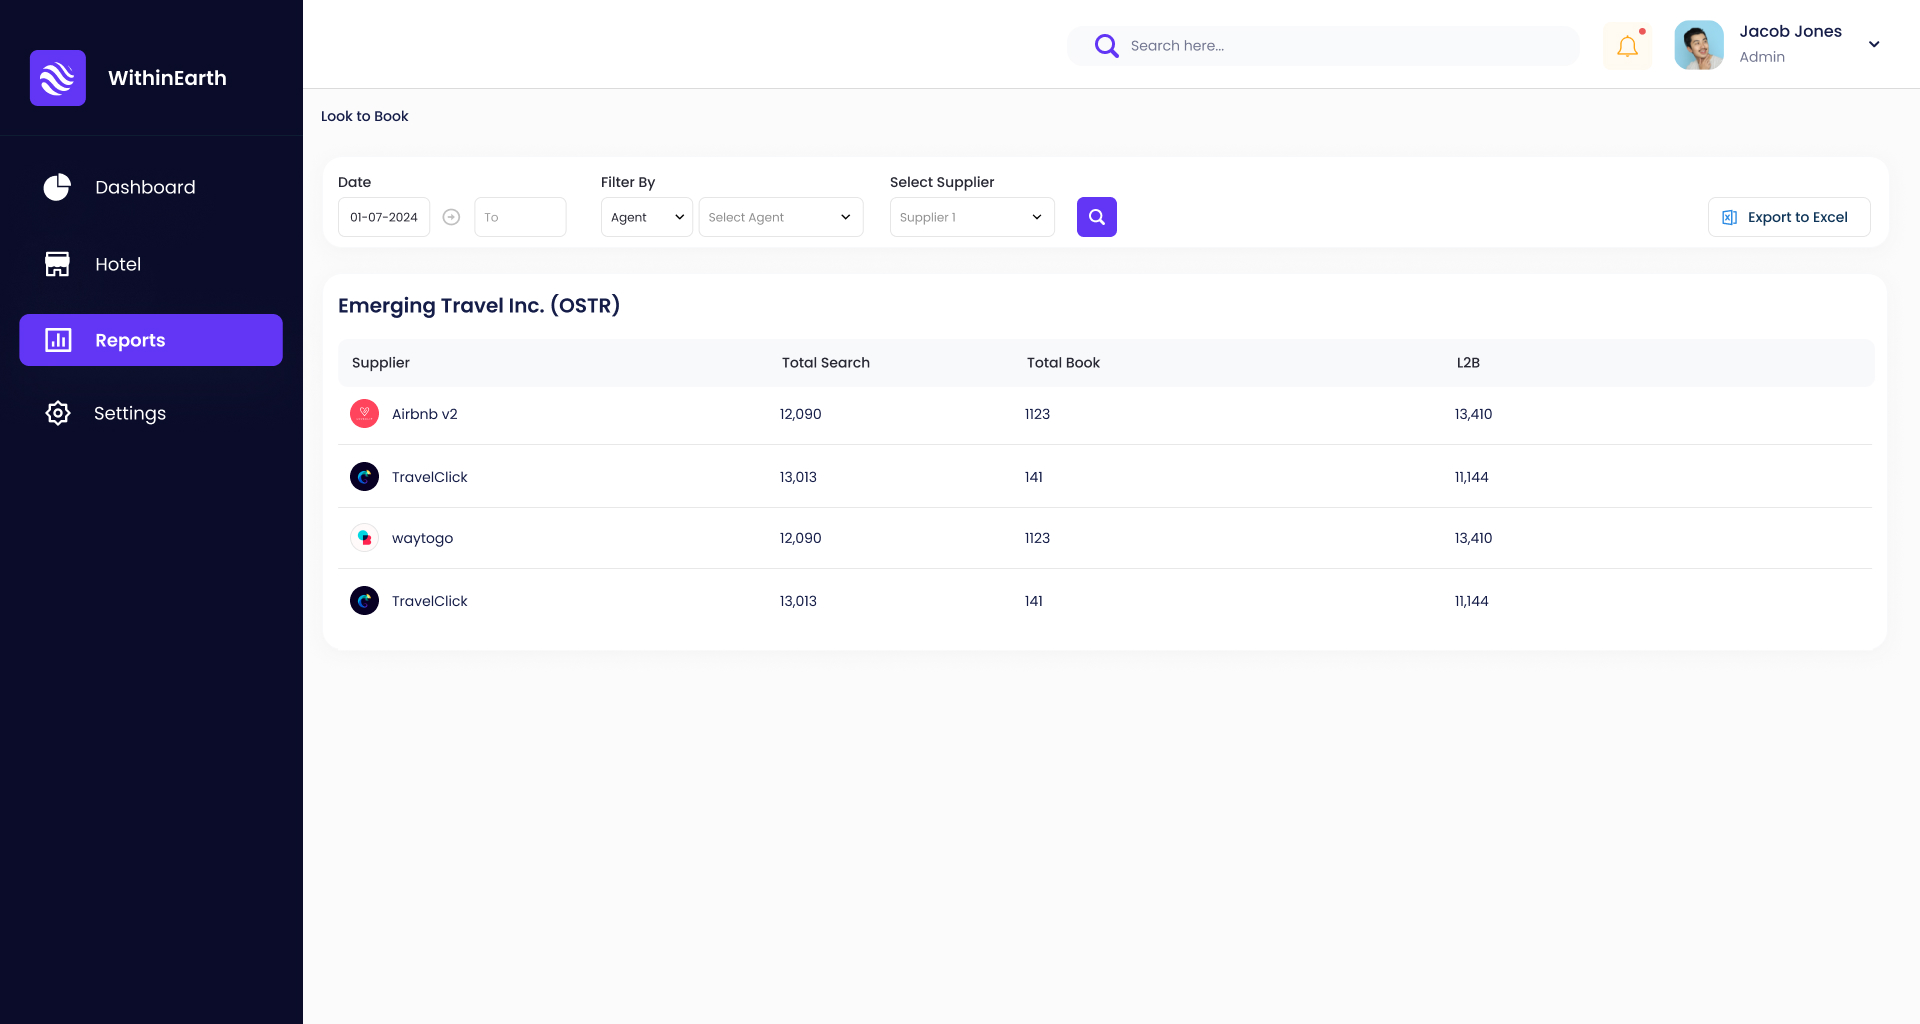 WithinEarth
Search here...
Jacob Jones
Admin
Dashboard
Hotel
Reports
Settings
Look to Book
Date
Filter By
Select Supplier
01-07-2024
To
Agent
Select Agent
Supplier 1
Export to Excel
Emerging Travel Inc. (OSTR)
Supplier Total Search Total Book L2B
Airbnb v2 12,090 1123 13,410
TravelClick 13,013 141 11,144
waytogo 12,090 1123 13,410
TravelClick 13,013 141 11,144